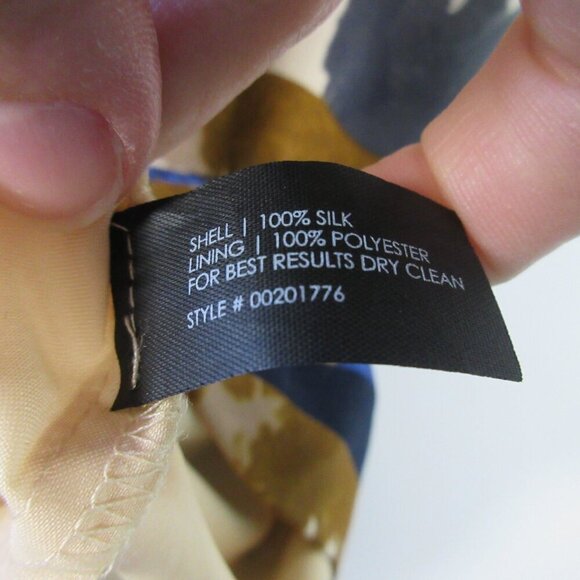 SHELL | 100% SILK
LINING | 100% POLYESTER
FOR BEST RESULTS DRY CLEAN
STYLE # 00201776